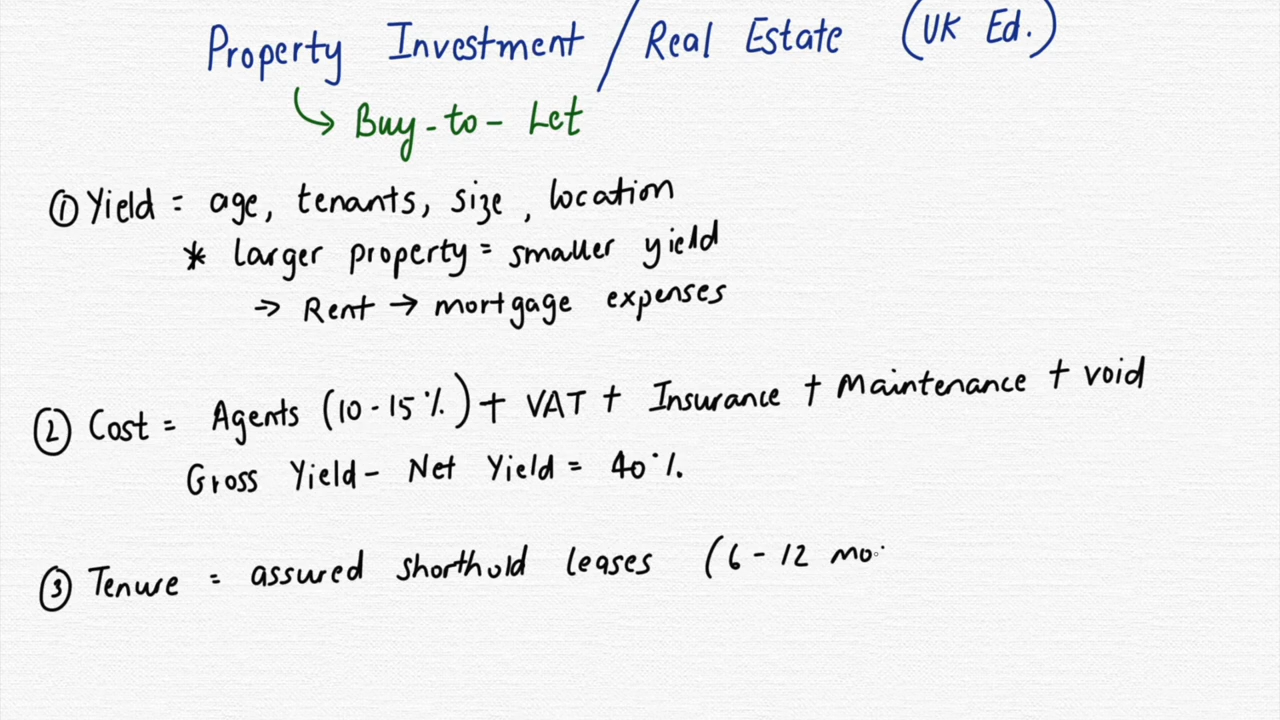 Property Investment / Real Estate (UK Ed.)
↳ Buy-to-Let
① Yield = age, tenants, size, location
* larger property = smaller yield
→ Rent → mortgage expenses
② Cost = Agents (10-15%) + VAT + Insurance + Maintenance + void
Gross Yield - Net Yield = 40%.
③ Tenure = assured shorthold leases (6-12 mo